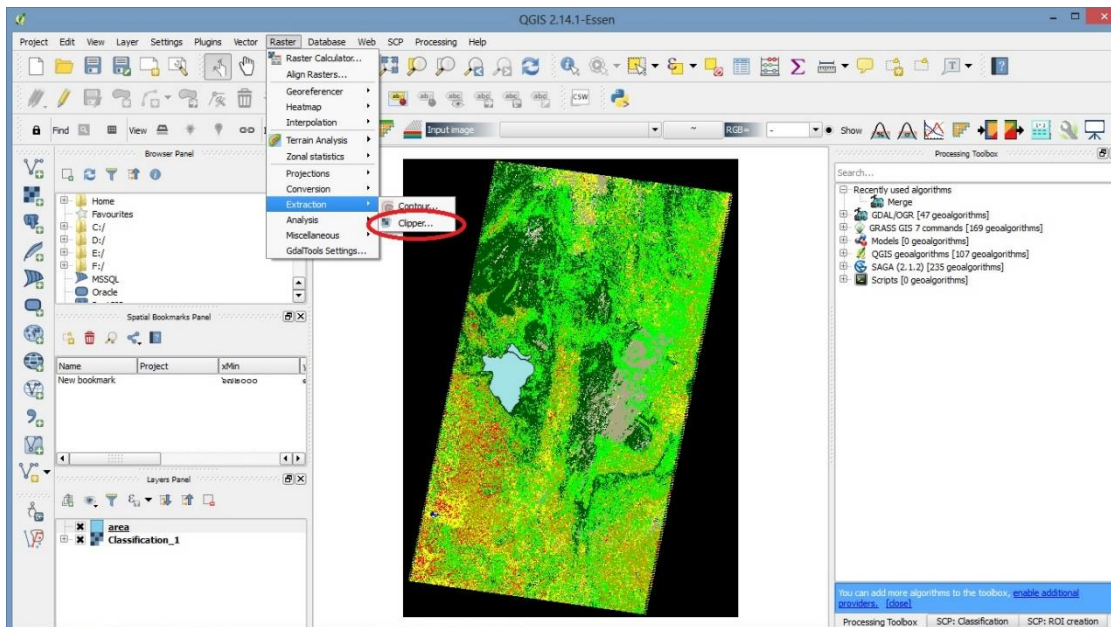 QGIS 2.14.1-Essen
Project Edit View Layer Settings Plugins Vector Raster Database Web SCP Processing Help
Raster Calculator...
Align Rasters...
Georeferencer
Heatmap
Interpolation
Terrain Analysis
Zonal statistics
Projections
Conversion
Extraction
Analysis
Miscellaneous
GdalTools Settings...
Contour...
Clipper...
CSW
Find View
Input image RGB= - Show
Browser Panel
Home
Favourites
C:/
D:/
E:/
F:/
MSSQL
Oracle
Spatial Bookmarks Panel
Name Project xMin
New bookmark
Layers Panel
area
Classification_1
Processing Toolbox
Search...
Recently used algorithms
Merge
GDAL/OGR [47 geoalgorithms]
GRASS GIS 7 commands [169 geoalgorithms]
Models [0 geoalgorithms]
QGIS geoalgorithms [107 geoalgorithms]
SAGA (2.1.2) [235 geoalgorithms]
Scripts [0 geoalgorithms]
You can add more algorithms to the toolbox, enable additional
providers. [close]
Processing Toolbox SCP: Classification SCP: ROI creation